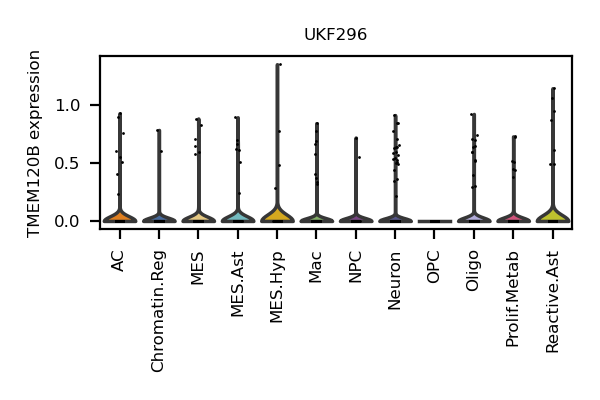 UKF296
TMEM120B expression
1.0
0.5
0.0
AC
Chromatin.Reg
MES
MES.Ast
MES.Hyp
Mac
NPC
Neuron
OPC
Oligo
Prolif.Metab
Reactive.Ast